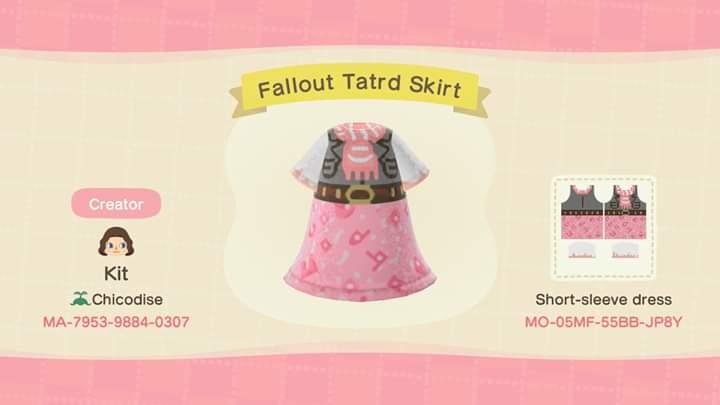 Fallout Tatrd Skirt
Creator
Kit
Chicodise
MA-7953-9884-0307
Short-sleeve dress
MO-05MF-55BB-JP8Y